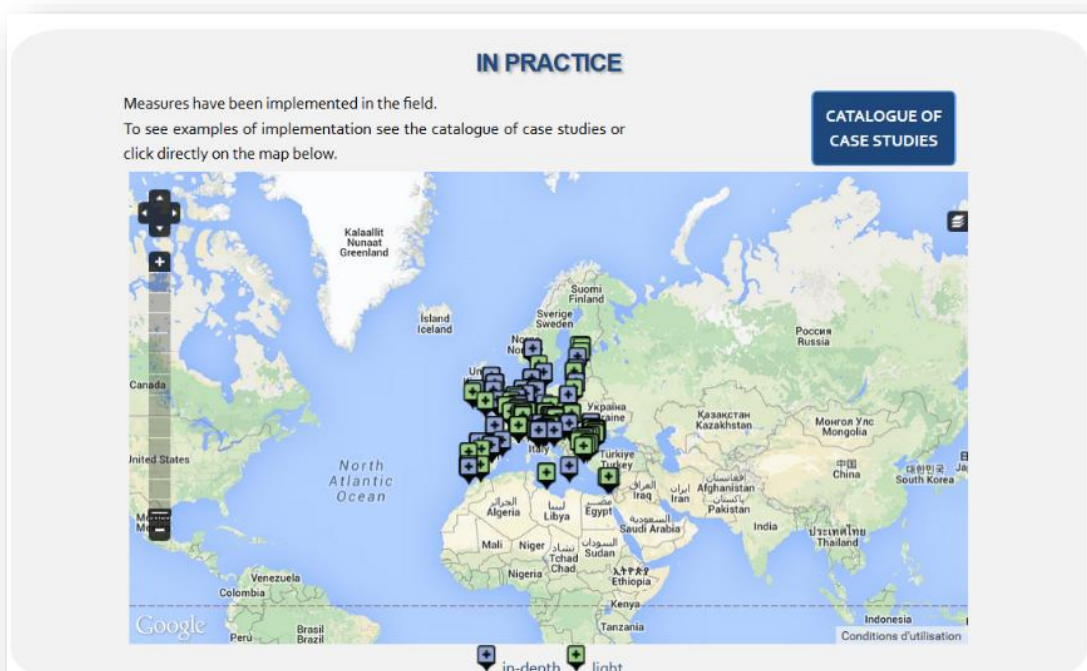 IN PRACTICE
Measures have been implemented in the field.
To see examples of implementation see the catalogue of case studies or
click directly on the map below.
CATALOGUE OF
CASE STUDIES
Kalaallit
Nunaat
Greenland
Ísland
Iceland
Suomi
Finland
Sverige
Sweden
Россия
Russia
Canada
Україна
Қазақстан
Kazakhstan
Монгол Улс
Mongolia
United States
North
Atlantic
Ocean
Italy
Türkiye
Turkey
العراق
Iraq
ایران
Iran
افغانستان
Afghanistan
پاکستان
Pakistan
中国
China
대한민국
South Korea
الجزائر
Algeria
ليبيا
Libya
مصر
Egypt
السعودية
Saudi Arabia
India
ประเทศไทย
Thailand
Mali
Niger
تشاد
Tchad
Chad
السودان
Sudan
Nigeria
ኢትዮጵያ
Ethiopia
Kenya
Tanzania
Venezuela
Colombia
Perú
Brasil
Brazil
Indonesia
Google
Conditions d'utilisation
in-depth
light